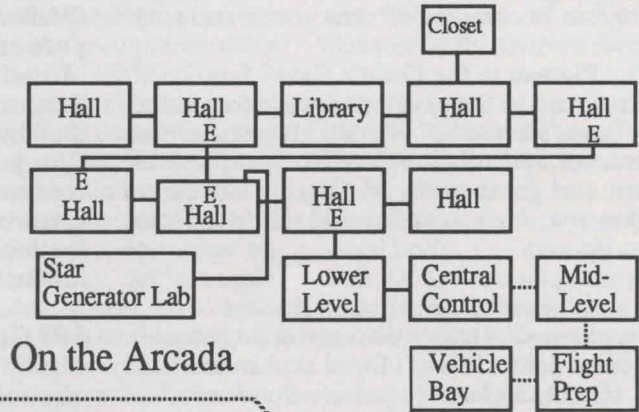 Closet
Hall Hall Library Hall Hall
E E
E E E
Hall Hall Hall Hall
Star Generator Lab
Lower Level
Central Control
Mid-Level
On the Arcada
Vehicle Bay
Flight Prep